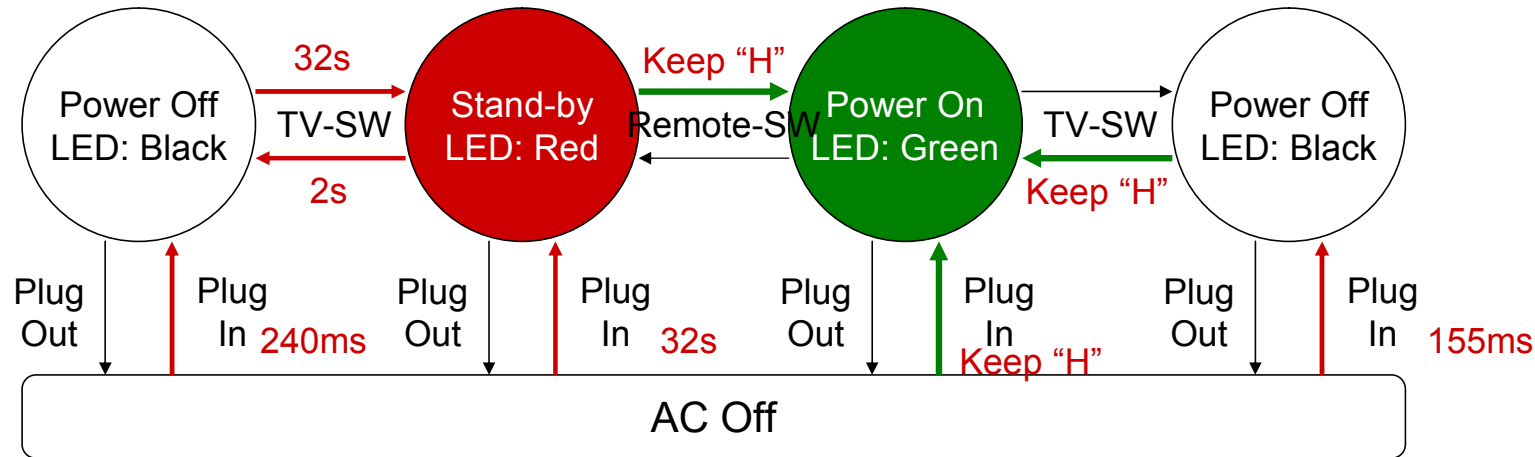 32s
Keep “H”
Power Off
LED: Black
TV-SW
Stand-by
LED: Red
Remote-SW
Power On
LED: Green
TV-SW
Power Off
LED: Black
2s
Keep “H”
Plug
Out
Plug
In
240ms
Plug
Out
Plug
In
32s
Plug
Out
Plug
In
Keep “H”
Plug
Out
Plug
In
155ms
AC Off